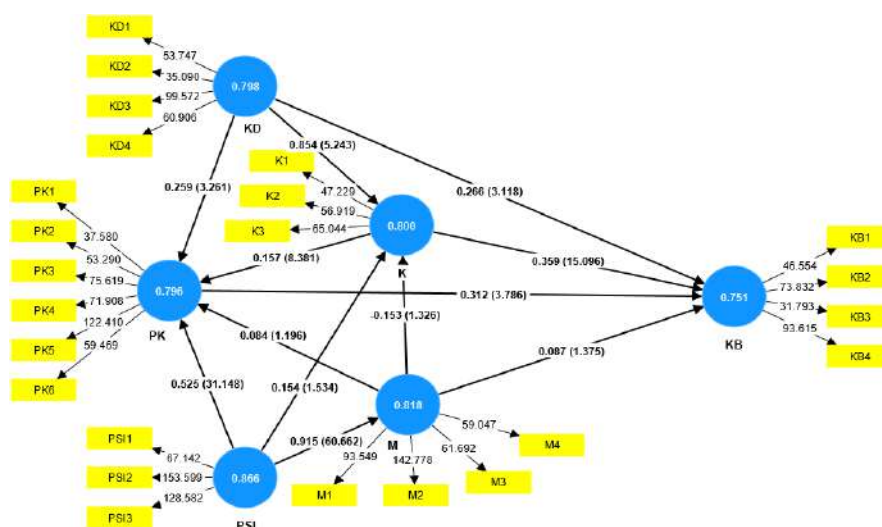 KD1
53.747
KD2
35.090
KD3
99.572
KD4
60.906
0.798
KD
0.854 (5.243)
0.259 (3.261)
0.266 (3.118)
K1
47.229
K2
56.919
K3
65.044
K
0.157 (8.381)
0.359 (15.096)
PK1
37.580
PK2
53.290
PK3
75.619
PK4
71.908
PK5
122.410
PK6
59.469
0.796
PK
0.312 (3.786)
0.084 (1.196)
-0.153 (1.326)
0.087 (1.375)
0.525 (31.148)
0.154 (1.534)
0.915 (60.662)
KB1
46.554
KB2
73.832
KB3
31.793
KB4
93.615
0.751
KB
0.818
M
M4
59.047
M3
61.692
M2
142.778
M1
93.549
PSI1
67.142
PSI2
153.599
PSI3
128.582
0.866
PSI